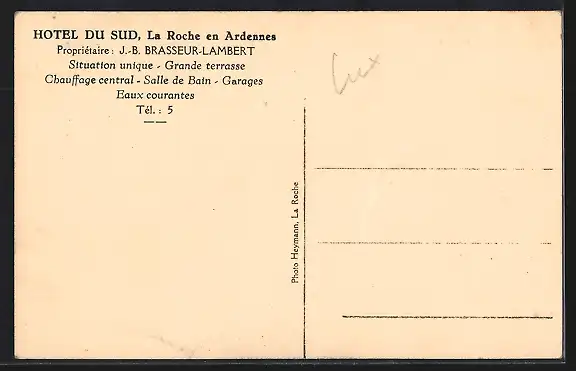 HOTEL DU SUD, La Roche en Ardennes
Propriétaire : J.-B. BRASSEUR-LAMBERT
Situation unique - Grande terrasse
Chauffage central - Salle de Bain - Garages
Eaux courantes
Tél. : 5
Photo Heymann, La Roche